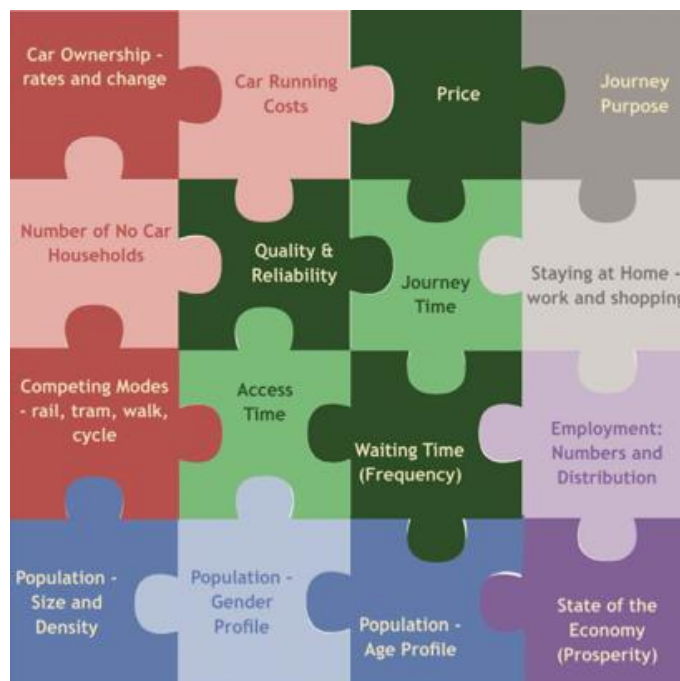 Car Ownership -
rates and change
Car Running
Costs
Price
Journey
Purpose
Number of No Car
Households
Quality &
Reliability
Journey
Time
Staying at Home -
work and shopping
Competing Modes
- rail, tram, walk,
cycle
Access
Time
Waiting Time
(Frequency)
Employment:
Numbers and
Distribution
Population -
Size and
Density
Population -
Gender
Profile
Population -
Age Profile
State of the
Economy
(Prosperity)